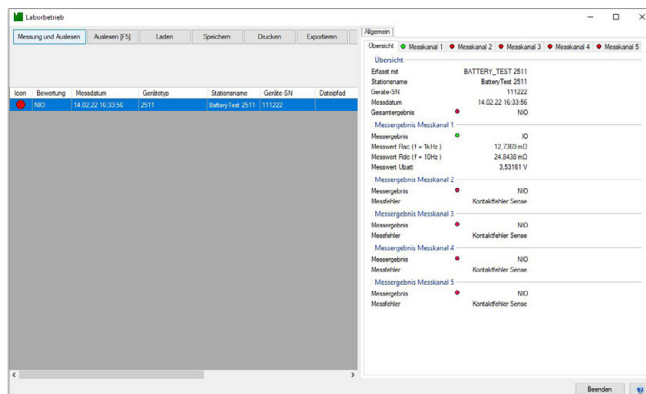 Laborbetrieb
Messung und Auslesen Auslesen [F5] Laden Speichern Drucken Exportieren
Icon Bewertung Messdatum Gerätetyp Stationsname Geräte-SN Dateipfad
NIO 14.02.22 16:33:56 2511 BatteryTest 2511 111222
Allgemein
Übersicht Messkanal 1 Messkanal 2 Messkanal 3 Messkanal 4 Messkanal 5
Übersicht
Erfasst mit BATTERY_TEST 2511
Stationsname BatteryTest 2511
Geräte-SN 111222
Messdatum 14.02.22 16:33:56
Gesamtergebnis NIO
Messergebnis Messkanal 1
Messergebnis IO
Messwert Rac (f = 1kHz ) 12,7369 mΩ
Messwert Rdc (f = 10Hz ) 24,8438 mΩ
Messwert Ubatt 3,53161 V
Messergebnis Messkanal 2
Messergebnis NIO
Messfehler Kontaktfehler Sense
Messergebnis Messkanal 3
Messergebnis NIO
Messfehler Kontaktfehler Sense
Messergebnis Messkanal 4
Messergebnis NIO
Messfehler Kontaktfehler Sense
Messergebnis Messkanal 5
Messergebnis NIO
Messfehler Kontaktfehler Sense
Beenden